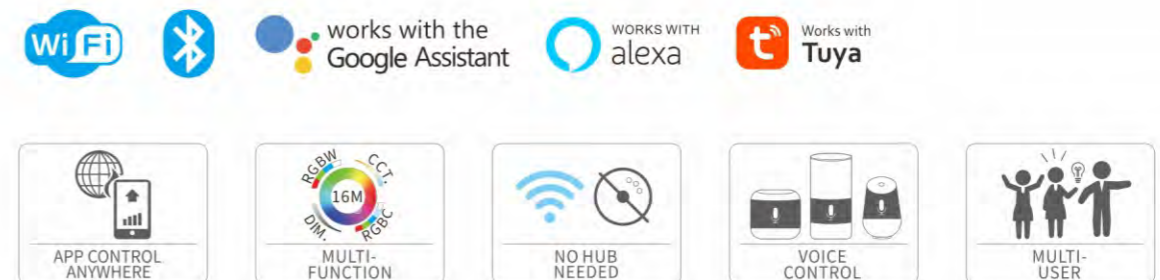 WiFi
works with the
Google Assistant
WORKS WITH
alexa
Works with
Tuya
RGBW
CCT.
16M
DIM.
RGBC
APP CONTROL
ANYWHERE
MULTI-
FUNCTION
NO HUB
NEEDED
VOICE
CONTROL
MULTI-
USER